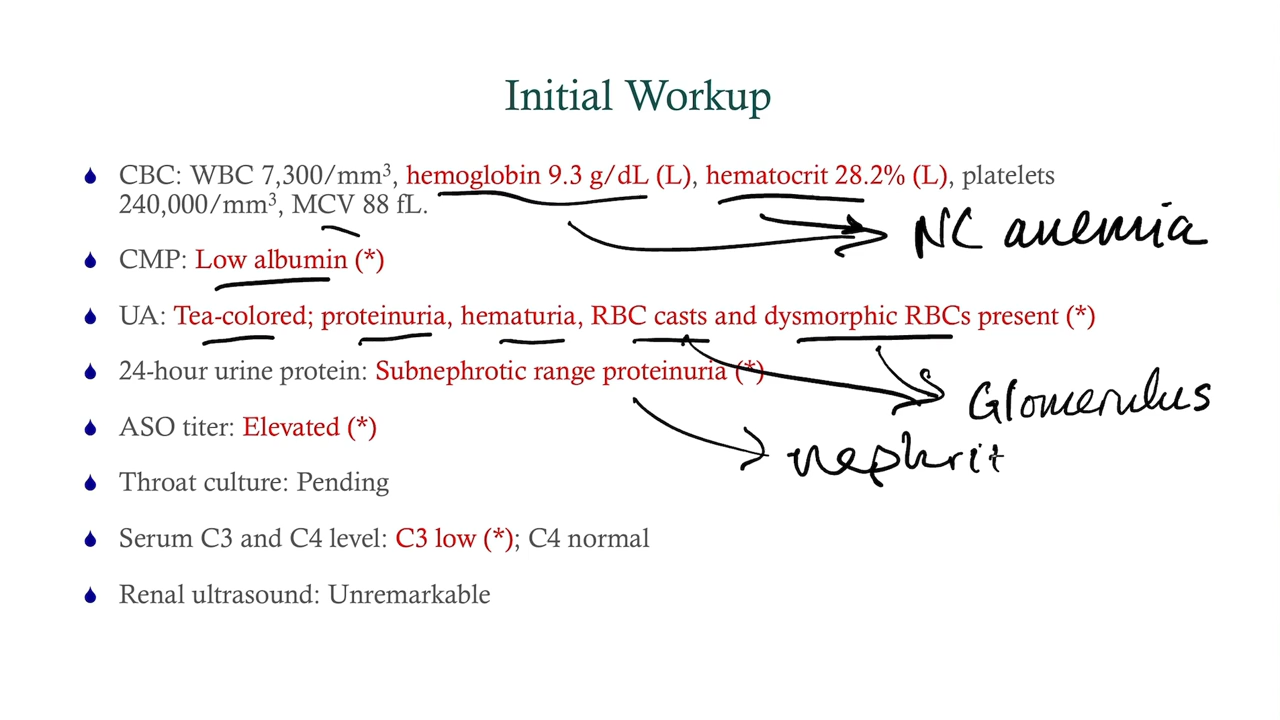 Initial Workup
CBC: WBC 7,300/mm³, hemoglobin 9.3 g/dL (L), hematocrit 28.2% (L), platelets
240,000/mm³, MCV 88 fL.
NC anemia
CMP: Low albumin (*)
UA: Tea-colored; proteinuria, hematuria, RBC casts and dysmorphic RBCs present (*)
24-hour urine protein: Subnephrotic range proteinuria (*)
Glomerulus
ASO titer: Elevated (*)
nephrit
Throat culture: Pending
Serum C3 and C4 level: C3 low (*); C4 normal
Renal ultrasound: Unremarkable